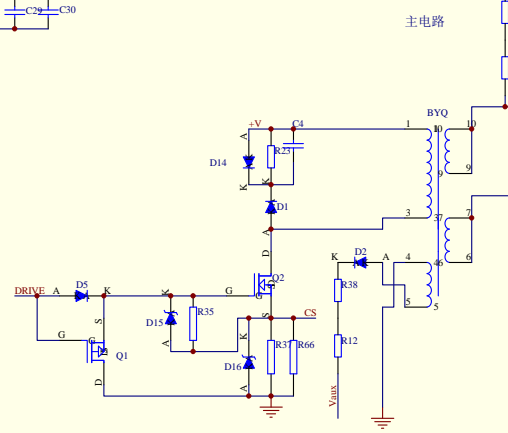 C29 C30
主电路
BYQ
+V C4
1 10 10
A
D14 R23
9 9
K K
D1
3 37 7
A
D
D2
K A 4 46 6
Q2
DRIVE A D5 K K G G
R38
5 5
S D15 R35 S CS
G G A K
Q1 D16 R37 R66 R12
D A
Vaux